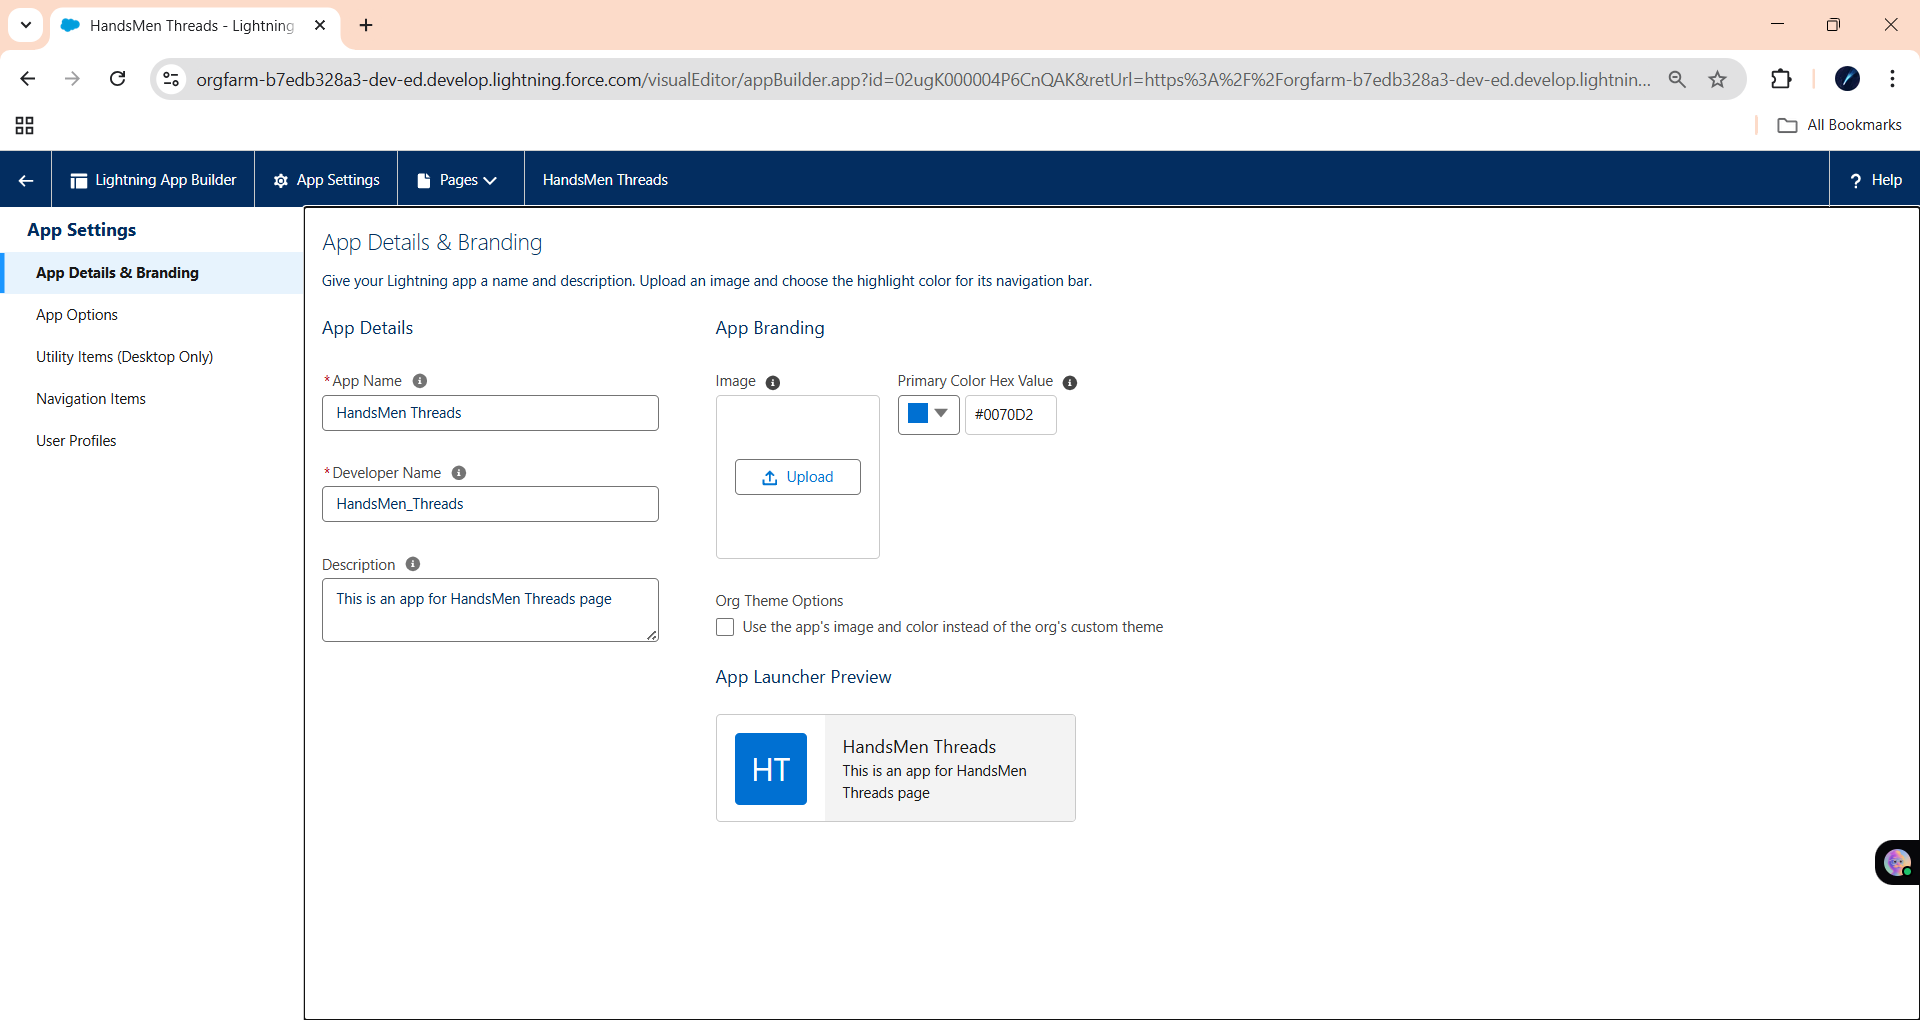 HandsMen Threads - Lightning
orgfarm-b7edb328a3-dev-ed.develop.lightning.force.com/visualEditor/appBuilder.app?id=02ugK000004P6CnQAK&retUrl=https%3A%2F%2Forgfarm-b7edb328a3-dev-ed.develop.lightnin...
All Bookmarks
Lightning App Builder
App Settings
Pages
HandsMen Threads
? Help
App Settings
App Details & Branding
App Options
Utility Items (Desktop Only)
Navigation Items
User Profiles
App Details & Branding
Give your Lightning app a name and description. Upload an image and choose the highlight color for its navigation bar.
App Details
*App Name
HandsMen Threads
*Developer Name
HandsMen_Threads
Description
This is an app for HandsMen Threads page
App Branding
Image
Upload
Primary Color Hex Value
#0070D2
Org Theme Options
Use the app's image and color instead of the org's custom theme
App Launcher Preview
HT
HandsMen Threads
This is an app for HandsMen
Threads page